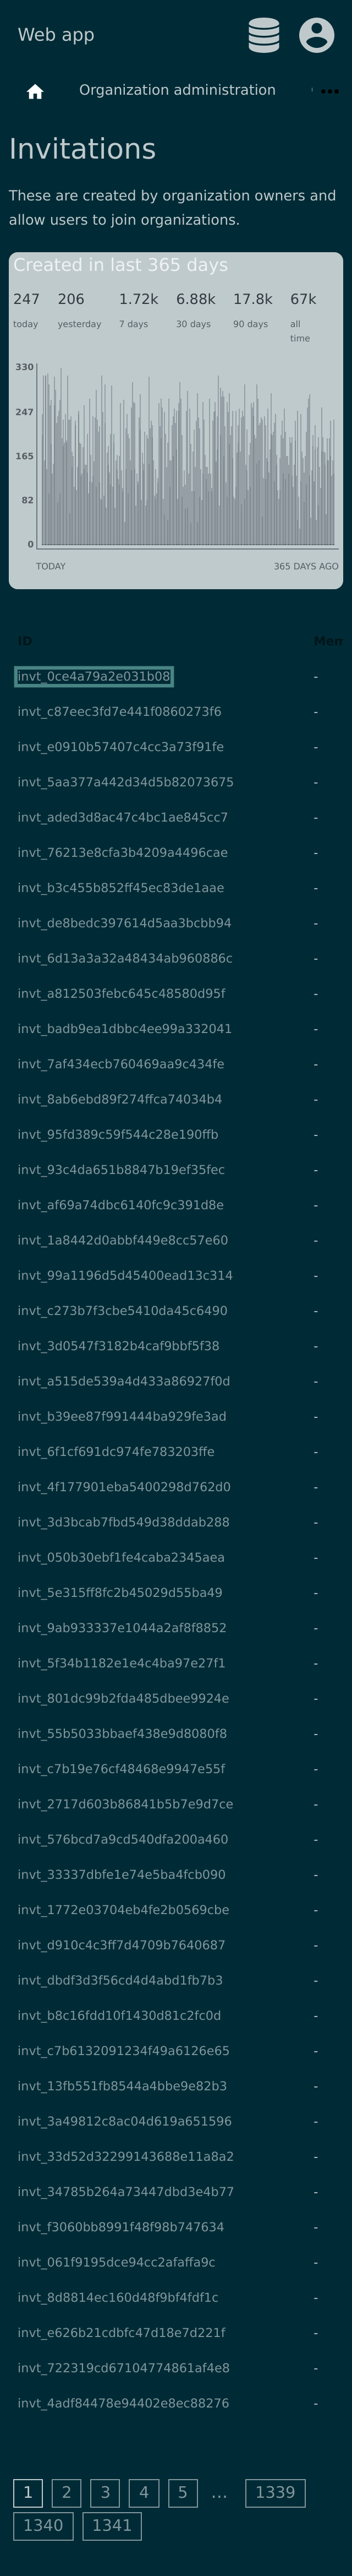 Web app
Organization administration
Invitations
These are created by organization owners and
allow users to join organizations.
Created in last 365 days
247 206 1.72k 6.88k 17.8k 67k
today yesterday 7 days 30 days 90 days all
time
330
247
165
82
0
TODAY 365 DAYS AGO
ID Mem
invt_0ce4a79a2e031b08 -
invt_c87eec3fd7e441f0860273f6 -
invt_e0910b57407c4cc3a73f91fe -
invt_5aa377a442d34d5b82073675 -
invt_aded3d8ac47c4bc1ae845cc7 -
invt_76213e8cfa3b4209a4496cae -
invt_b3c455b852ff45ec83de1aae -
invt_de8bedc397614d5aa3bcbb94 -
invt_6d13a3a32a48434ab960886c -
invt_a812503febc645c48580d95f -
invt_badb9ea1dbbc4ee99a332041 -
invt_7af434ecb760469aa9c434fe -
invt_8ab6ebd89f274ffca74034b4 -
invt_95fd389c59f544c28e190ffb -
invt_93c4da651b8847b19ef35fec -
invt_af69a74dbc6140fc9c391d8e -
invt_1a8442d0abbf449e8cc57e60 -
invt_99a1196d5d45400ead13c314 -
invt_c273b7f3cbe5410da45c6490 -
invt_3d0547f3182b4caf9bbf5f38 -
invt_a515de539a4d433a86927f0d -
invt_b39ee87f991444ba929fe3ad -
invt_6f1cf691dc974fe783203ffe -
invt_4f177901eba5400298d762d0 -
invt_3d3bcab7fbd549d38ddab288 -
invt_050b30ebf1fe4caba2345aea -
invt_5e315ff8fc2b45029d55ba49 -
invt_9ab933337e1044a2af8f8852 -
invt_5f34b1182e1e4c4ba97e27f1 -
invt_801dc99b2fda485dbee9924e -
invt_55b5033bbaef438e9d8080f8 -
invt_c7b19e76cf48468e9947e55f -
invt_2717d603b86841b5b7e9d7ce -
invt_576bcd7a9cd540dfa200a460 -
invt_33337dbfe1e74e5ba4fcb090 -
invt_1772e03704eb4fe2b0569cbe -
invt_d910c4c3ff7d4709b7640687 -
invt_dbdf3d3f56cd4d4abd1fb7b3 -
invt_b8c16fdd10f1430d81c2fc0d -
invt_c7b6132091234f49a6126e65 -
invt_13fb551fb8544a4bbe9e82b3 -
invt_3a49812c8ac04d619a651596 -
invt_33d52d32299143688e11a8a2 -
invt_34785b264a73447dbd3e4b77 -
invt_f3060bb8991f48f98b747634 -
invt_061f9195dce94cc2afaffa9c -
invt_8d8814ec160d48f9bf4fdf1c -
invt_e626b21cdbfc47d18e7d221f -
invt_722319cd67104774861af4e8 -
invt_4adf84478e94402e8ec88276 -
1 2 3 4 5 … 1339
1340 1341